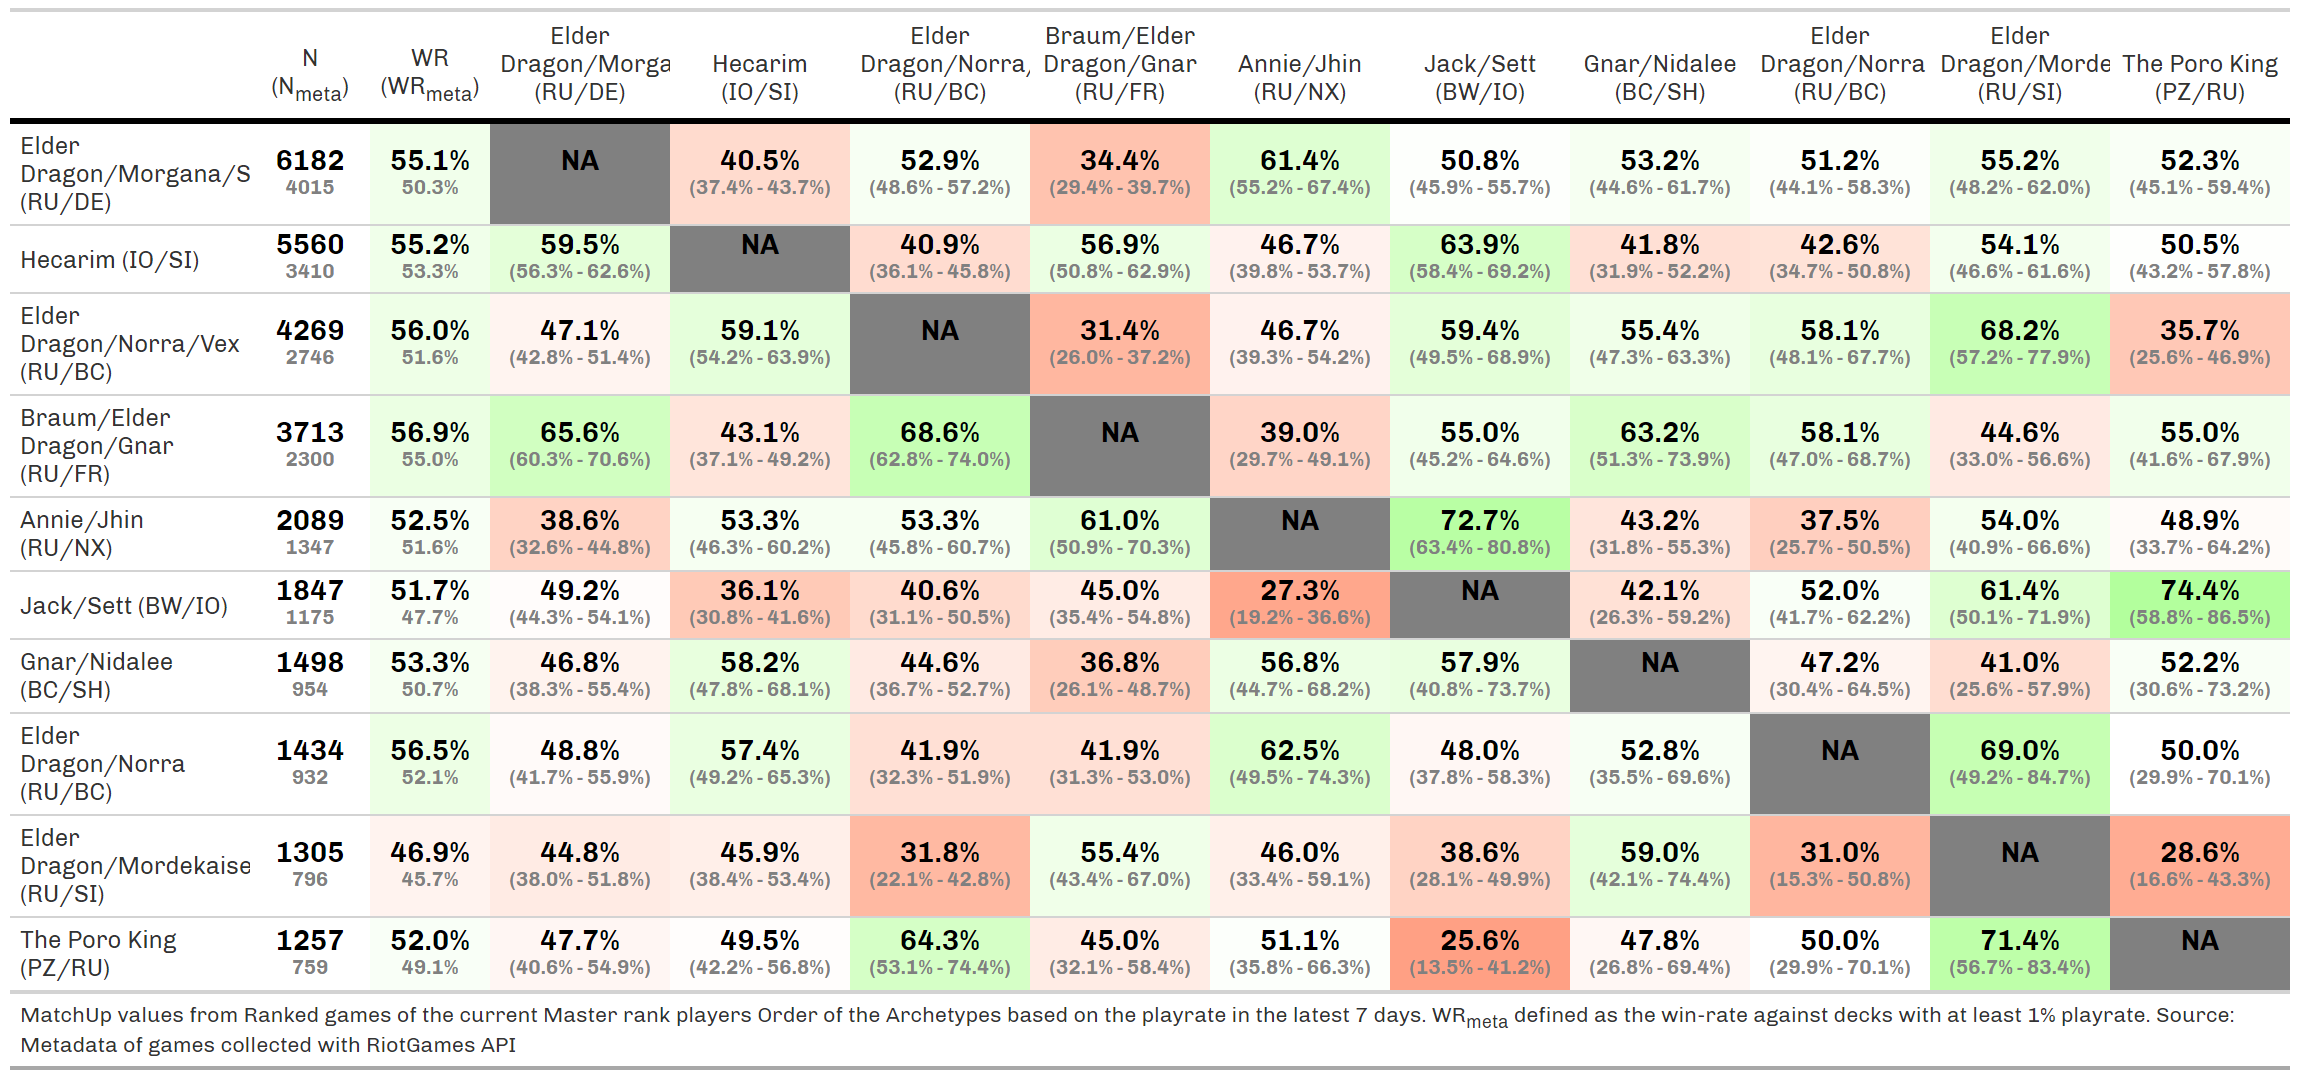 N (N_meta) WR (WR_meta) Elder Dragon/Morga (RU/DE) Hecarim (IO/SI) Elder Dragon/Norra/ (RU/BC) Braum/Elder Dragon/Gnar (RU/FR) Annie/Jhin (RU/NX) Jack/Sett (BW/IO) Gnar/Nidalee (BC/SH) Elder Dragon/Norra (RU/BC) Elder Dragon/Morde (RU/SI) The Poro King (PZ/RU)
Elder Dragon/Morgana/S (RU/DE) 6182 55.1% NA 40.5% 52.9% 34.4% 61.4% 50.8% 53.2% 51.2% 55.2% 52.3%
4015 50.3% (37.4% - 43.7%) (48.6% - 57.2%) (29.4% - 39.7%) (55.2% - 67.4%) (45.9% - 55.7%) (44.6% - 61.7%) (44.1% - 58.3%) (48.2% - 62.0%) (45.1% - 59.4%)
Hecarim (IO/SI) 5560 55.2% 59.5% NA 40.9% 56.9% 46.7% 63.9% 41.8% 42.6% 54.1% 50.5%
3410 53.3% (56.3% - 62.6%) (36.1% - 45.8%) (50.8% - 62.9%) (39.8% - 53.7%) (58.4% - 69.2%) (31.9% - 52.2%) (34.7% - 50.8%) (46.6% - 61.6%) (43.2% - 57.8%)
Elder Dragon/Norra/Vex (RU/BC) 4269 56.0% 47.1% 59.1% NA 31.4% 46.7% 59.4% 55.4% 58.1% 68.2% 35.7%
2746 51.6% (42.8% - 51.4%) (54.2% - 63.9%) (26.0% - 37.2%) (39.3% - 54.2%) (49.5% - 68.9%) (47.3% - 63.3%) (48.1% - 67.7%) (57.2% - 77.9%) (25.6% - 46.9%)
Braum/Elder Dragon/Gnar (RU/FR) 3713 56.9% 65.6% 43.1% 68.6% NA 39.0% 55.0% 63.2% 58.1% 44.6% 55.0%
2300 55.0% (60.3% - 70.6%) (37.1% - 49.2%) (62.8% - 74.0%) (29.7% - 49.1%) (45.2% - 64.6%) (51.3% - 73.9%) (47.0% - 68.7%) (33.0% - 56.6%) (41.6% - 67.9%)
Annie/Jhin (RU/NX) 2089 52.5% 38.6% 53.3% 53.3% 61.0% NA 72.7% 43.2% 37.5% 54.0% 48.9%
1347 51.6% (32.6% - 44.8%) (46.3% - 60.2%) (45.8% - 60.7%) (50.9% - 70.3%) (63.4% - 80.8%) (31.8% - 55.3%) (25.7% - 50.5%) (40.9% - 66.6%) (33.7% - 64.2%)
Jack/Sett (BW/IO) 1847 51.7% 49.2% 36.1% 40.6% 45.0% 27.3% NA 42.1% 52.0% 61.4% 74.4%
1175 47.7% (44.3% - 54.1%) (30.8% - 41.6%) (31.1% - 50.5%) (35.4% - 54.8%) (19.2% - 36.6%) (26.3% - 59.2%) (41.7% - 62.2%) (50.1% - 71.9%) (58.8% - 86.5%)
Gnar/Nidalee (BC/SH) 1498 53.3% 46.8% 58.2% 44.6% 36.8% 56.8% 57.9% NA 47.2% 41.0% 52.2%
954 50.7% (38.3% - 55.4%) (47.8% - 68.1%) (36.7% - 52.7%) (26.1% - 48.7%) (44.7% - 68.2%) (40.8% - 73.7%) (30.4% - 64.5%) (25.6% - 57.9%) (30.6% - 73.2%)
Elder Dragon/Norra (RU/BC) 1434 56.5% 48.8% 57.4% 41.9% 41.9% 62.5% 48.0% 52.8% NA 69.0% 50.0%
932 52.1% (41.7% - 55.9%) (49.2% - 65.3%) (32.3% - 51.9%) (31.3% - 53.0%) (49.5% - 74.3%) (37.8% - 58.3%) (35.5% - 69.6%) (49.2% - 84.7%) (29.9% - 70.1%)
Elder Dragon/Mordekaise (RU/SI) 1305 46.9% 44.8% 45.9% 31.8% 55.4% 46.0% 38.6% 59.0% 31.0% NA 28.6%
796 45.7% (38.0% - 51.8%) (38.4% - 53.4%) (22.1% - 42.8%) (43.4% - 67.0%) (33.4% - 59.1%) (28.1% - 49.9%) (42.1% - 74.4%) (15.3% - 50.8%) (16.6% - 43.3%)
The Poro King (PZ/RU) 1257 52.0% 47.7% 49.5% 64.3% 45.0% 51.1% 25.6% 47.8% 50.0% 71.4% NA
759 49.1% (40.6% - 54.9%) (42.2% - 56.8%) (53.1% - 74.4%) (32.1% - 58.4%) (35.8% - 66.3%) (13.5% - 41.2%) (26.8% - 69.4%) (29.9% - 70.1%) (56.7% - 83.4%)
MatchUp values from Ranked games of the current Master rank players Order of the Archetypes based on the playrate in the latest 7 days. WR_meta defined as the win-rate against decks with at least 1% playrate. Source:
Metadata of games collected with RiotGames API